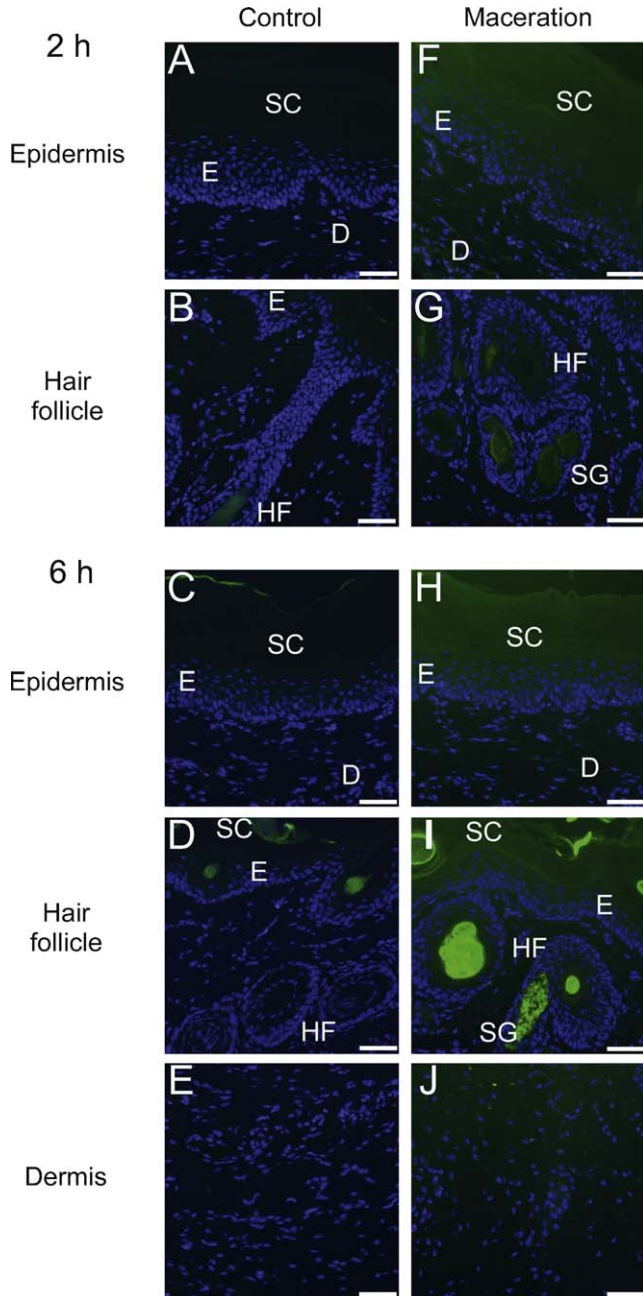 Control Maceration
2 h
A F
SC SC
Epidermis
E E
D D
B G
E
Hair
follicle
HF
SG
HF
6 h
C H
SC SC
Epidermis
E E
D D
D I
SC SC
E E
Hair
follicle
HF
HF
SG
E J
Dermis